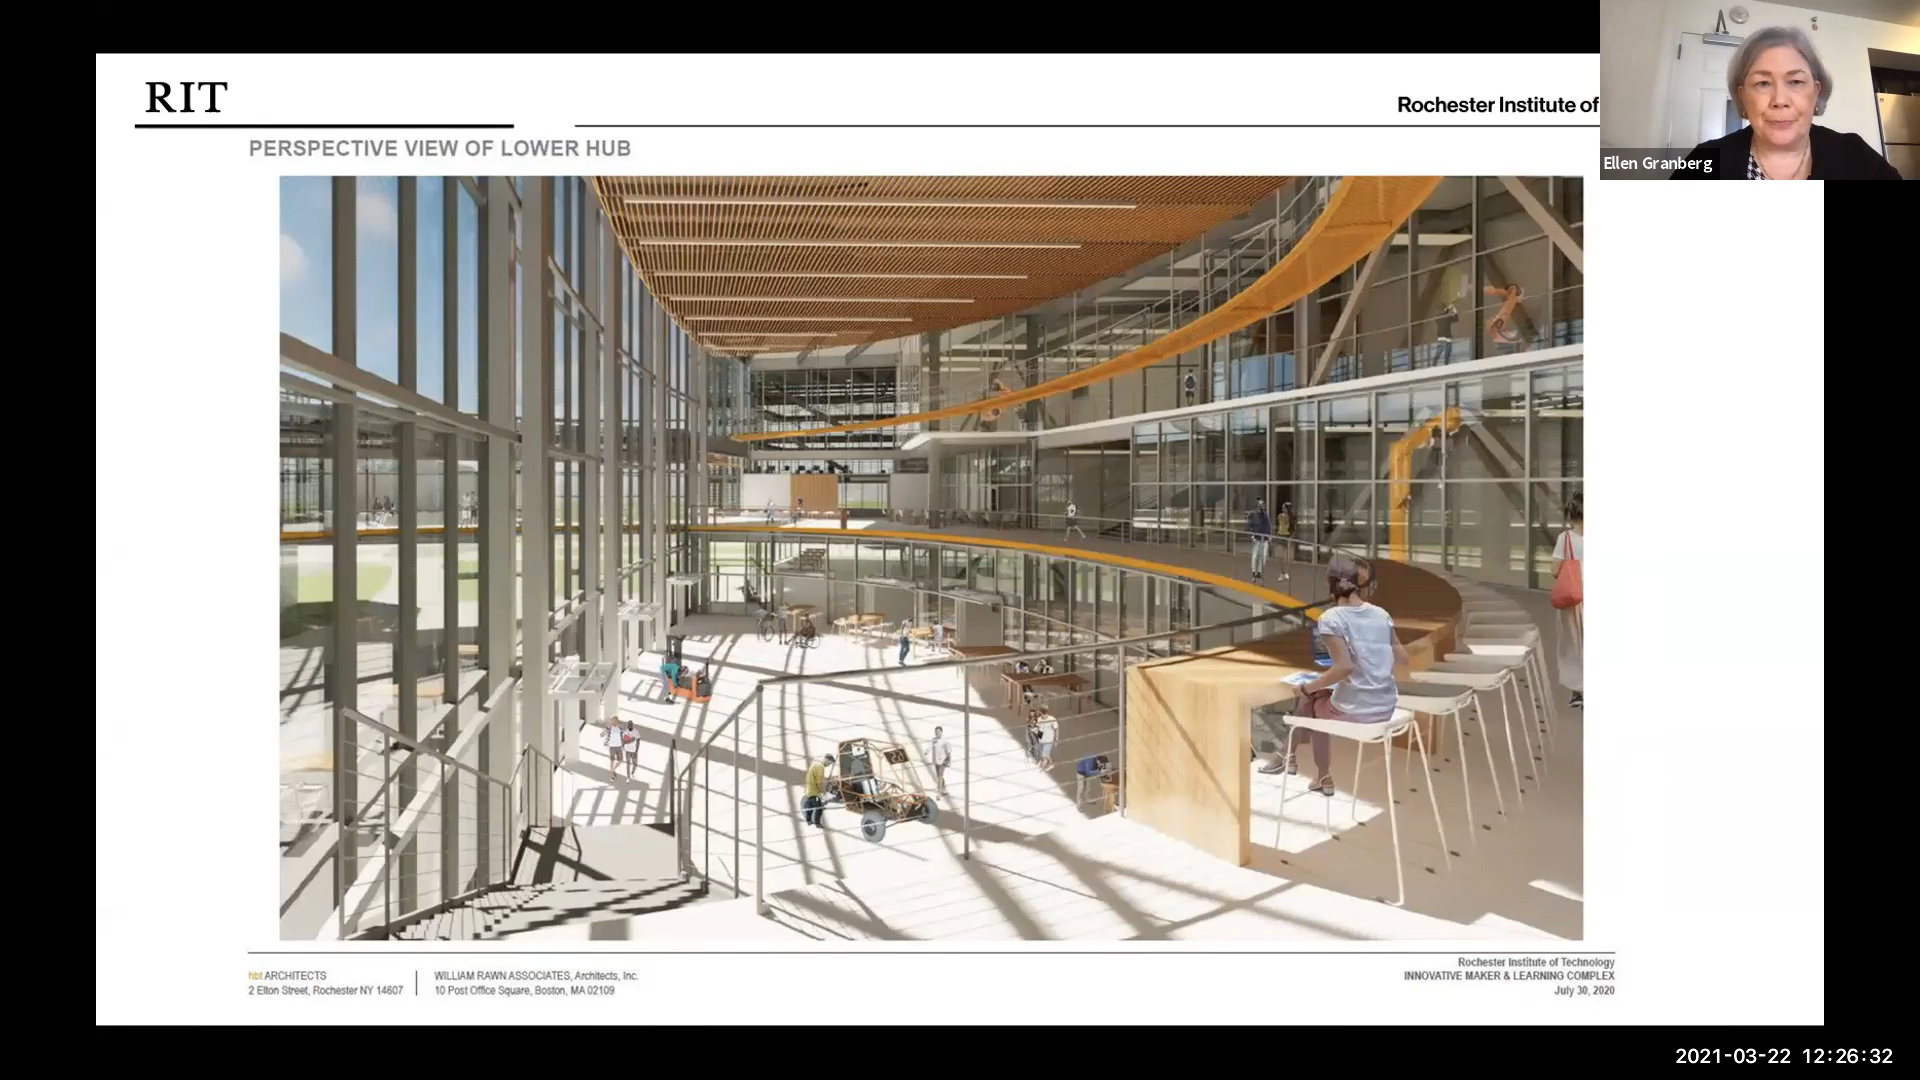 RIT
Rochester Institute of
Ellen Granberg
PERSPECTIVE VIEW OF LOWER HUB
hbt ARCHITECTS
2 Elton Street, Rochester NY 14607
WILLIAM RAWN ASSOCIATES, Architects, Inc.
10 Post Office Square, Boston, MA 02109
Rochester Institute of Technology
INNOVATIVE MAKER & LEARNING COMPLEX
July 30, 2020
2021-03-22 12:26:32